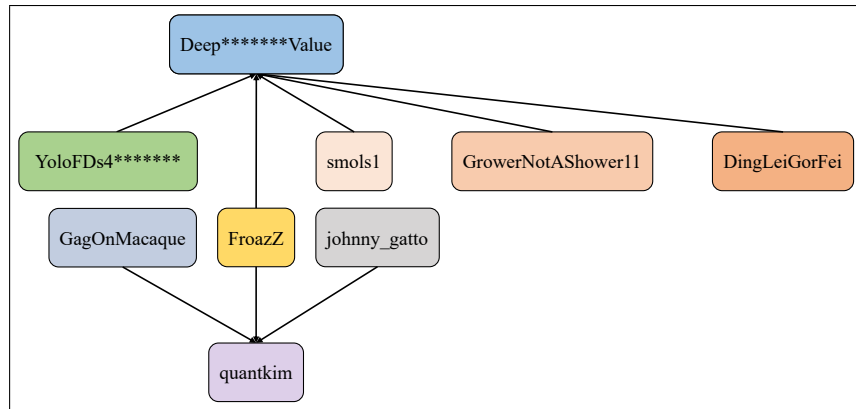 Deep*******Value
YoloFDs4*******
smols1
GrowerNotAShower11
DingLeiGorFei
GagOnMacaque
FroazZ
johnny_gatto
quantkim